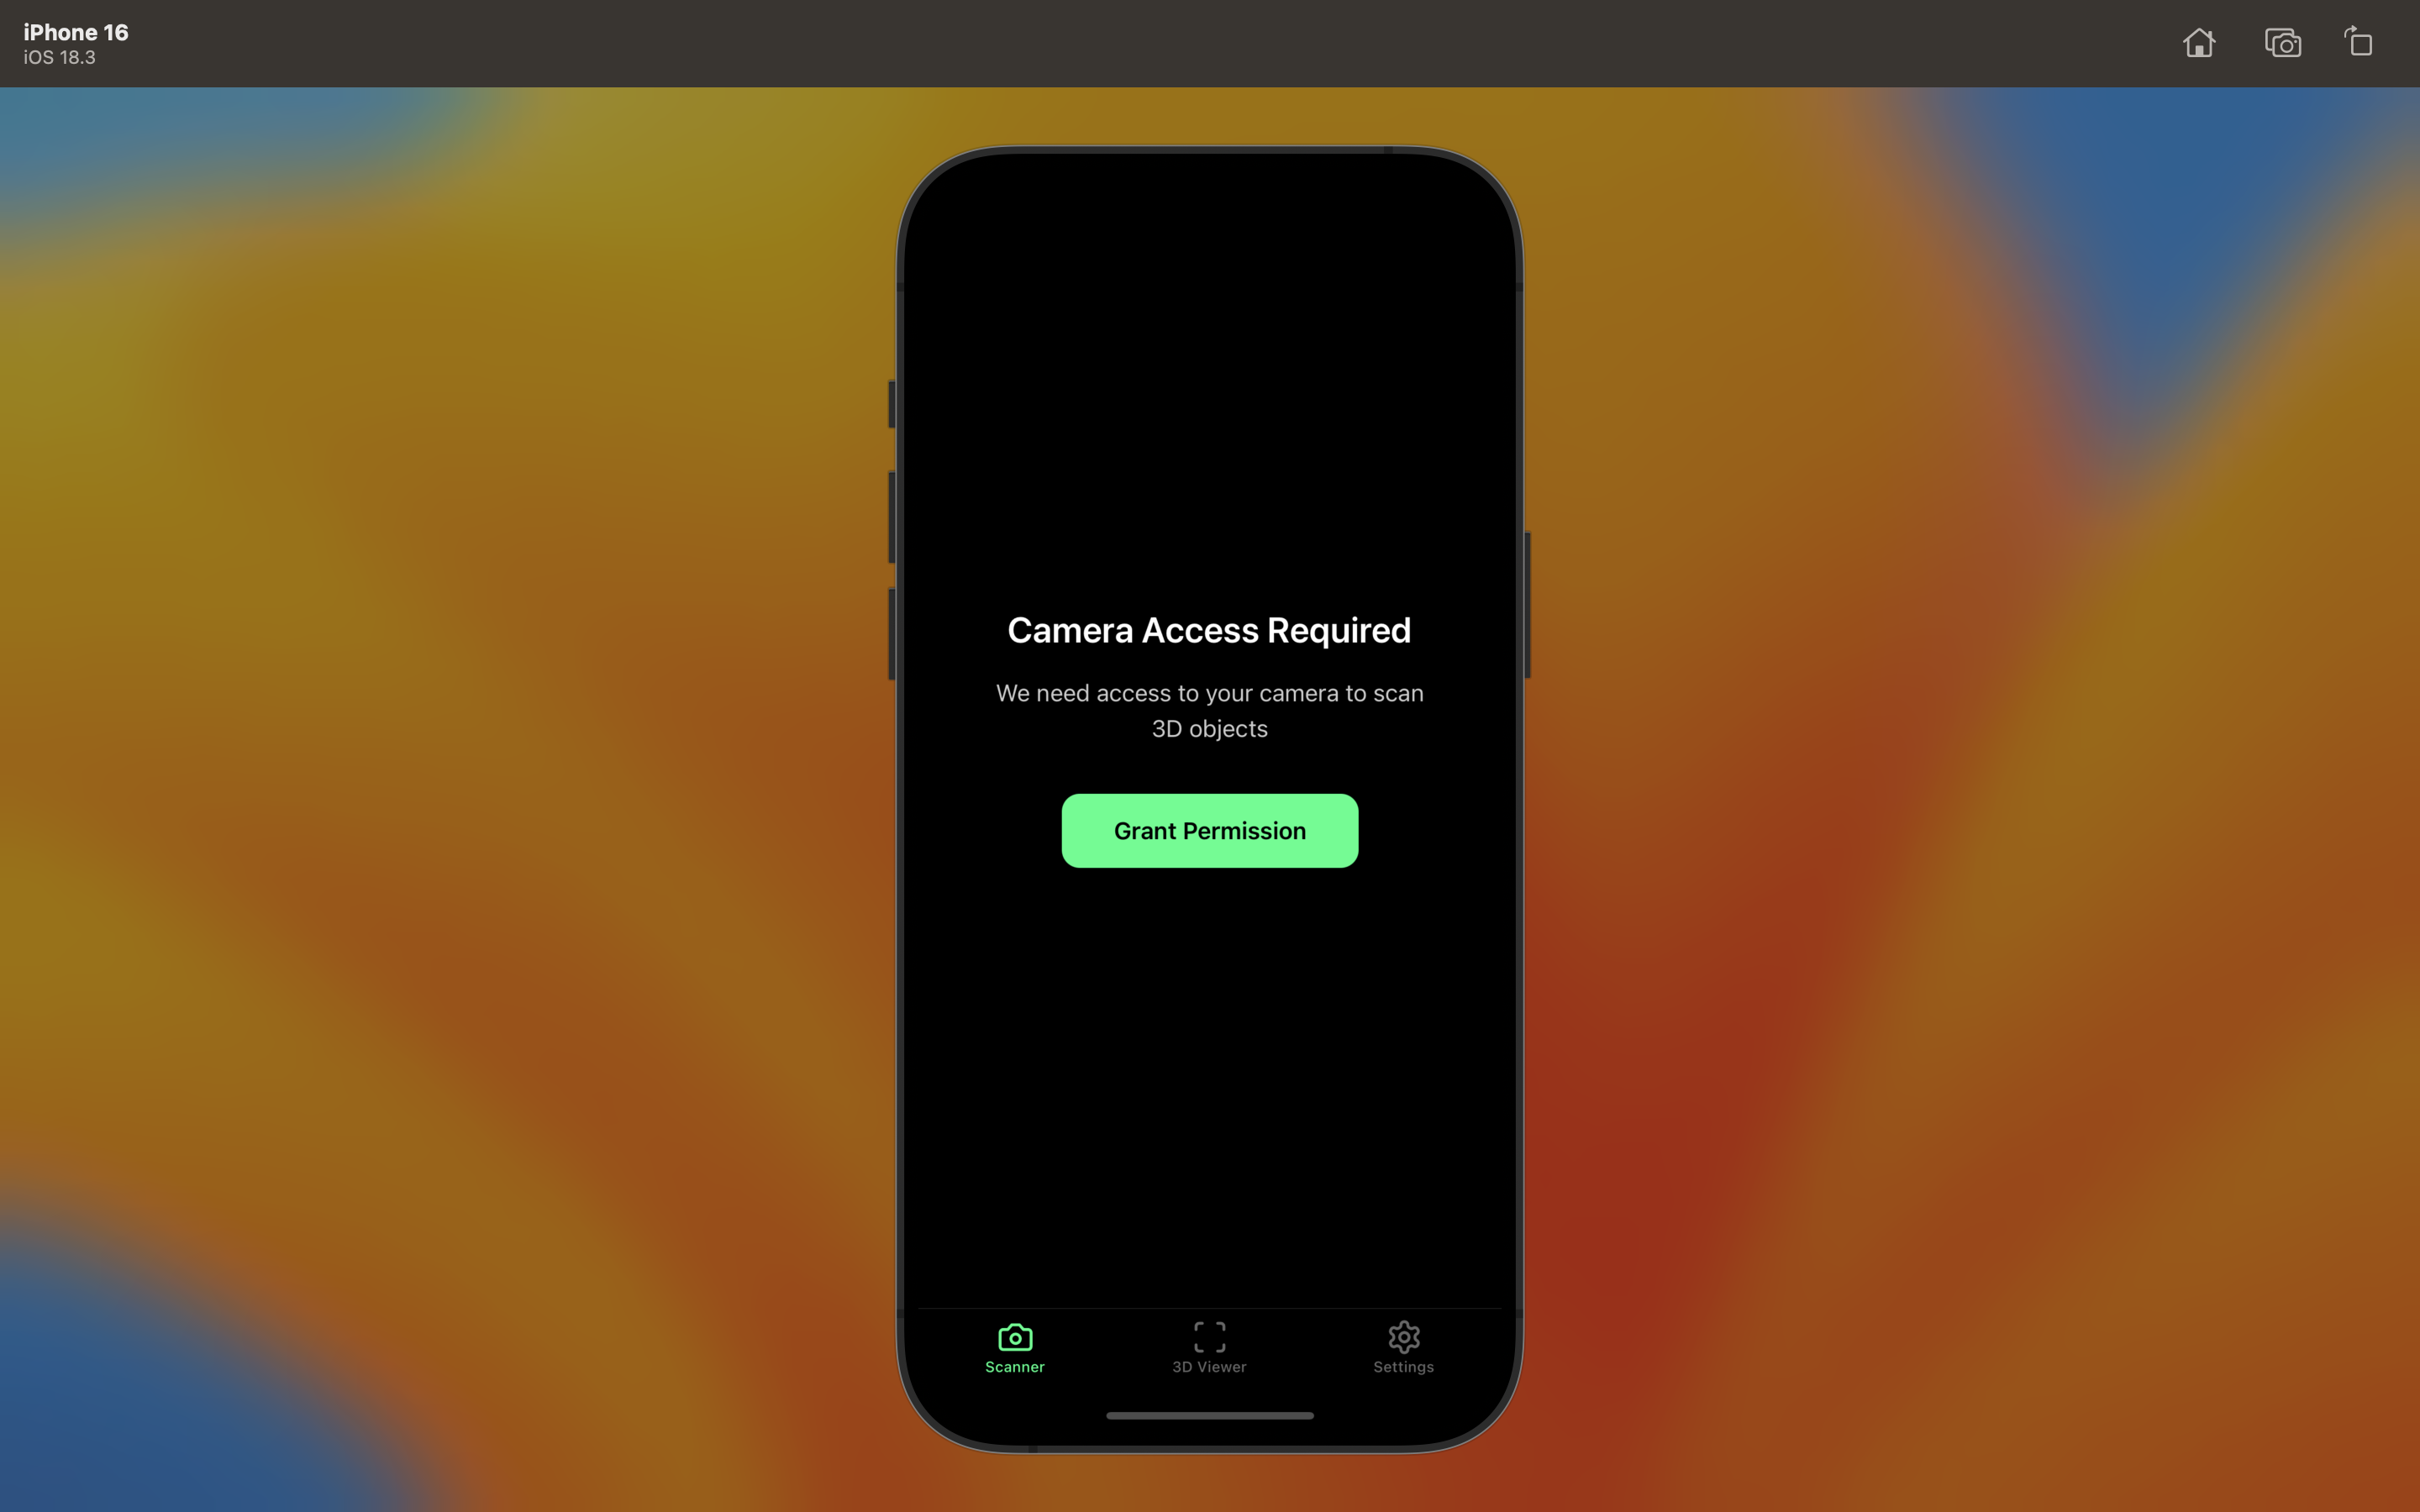 iPhone 16
iOS 18.3
Camera Access Required
We need access to your camera to scan
3D objects
Grant Permission
Scanner
3D Viewer
Settings